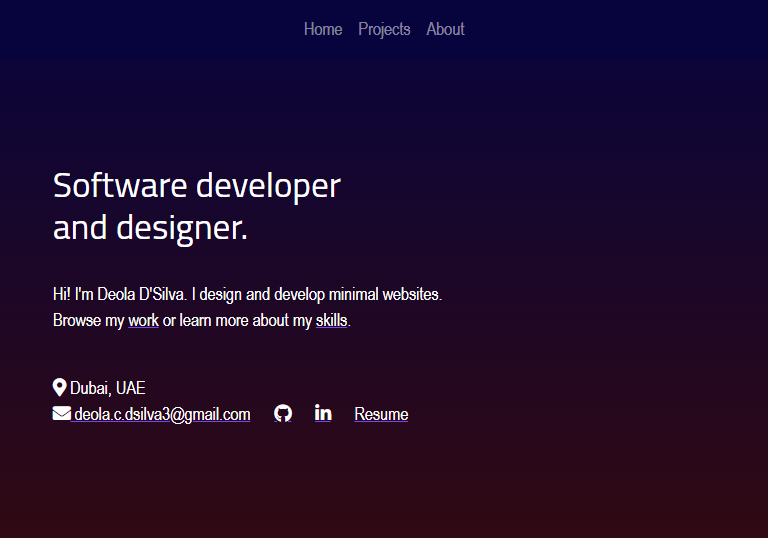 Home Projects About
Software developer
and designer.
Hi! I'm Deola D'Silva. I design and develop minimal websites.
Browse my work or learn more about my skills.
Dubai, UAE
deola.c.dsilva3@gmail.com in Resume